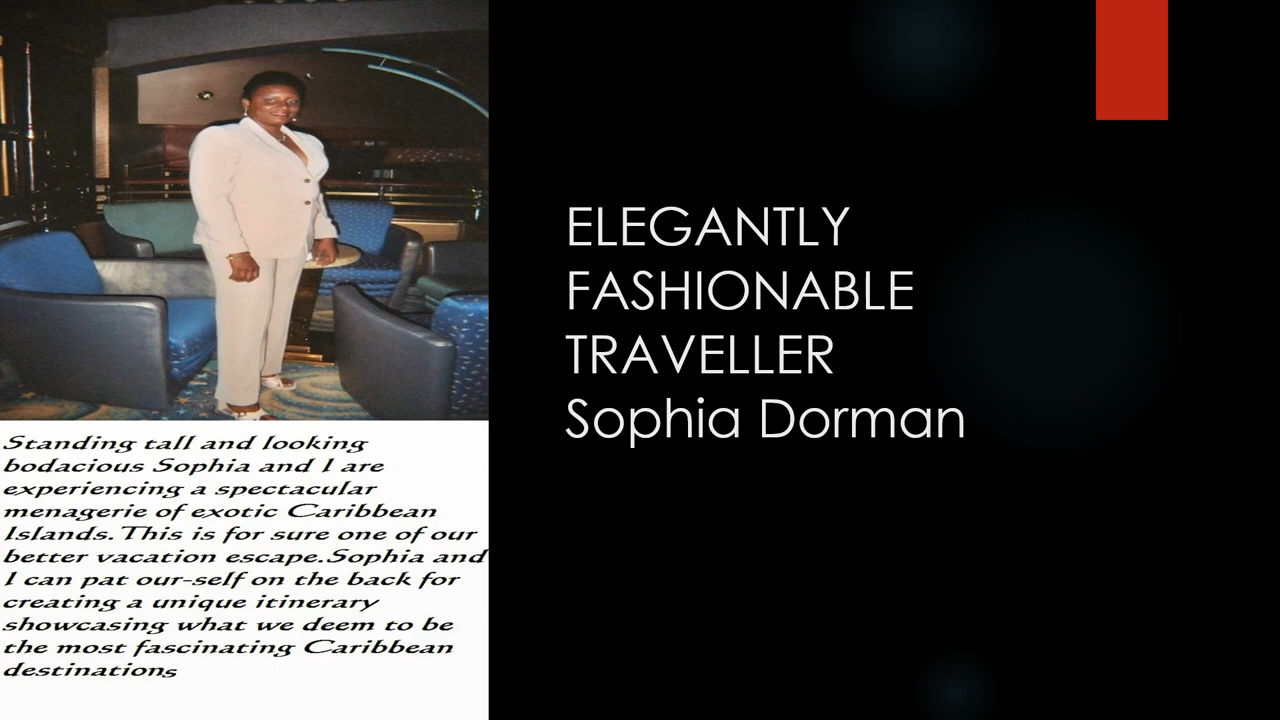 Standing tall and looking
bodacious Sophia and I are
experiencing a spectacular
menagerie of exotic Caribbean
Islands. This is for sure one of our
better vacation escape.Sophia and
I can pat our-self on the back for
creating a unique itinerary
showcasing what we deem to be
the most fascinating Caribbean
destinations
ELEGANTLY
FASHIONABLE
TRAVELLER
Sophia Dorman